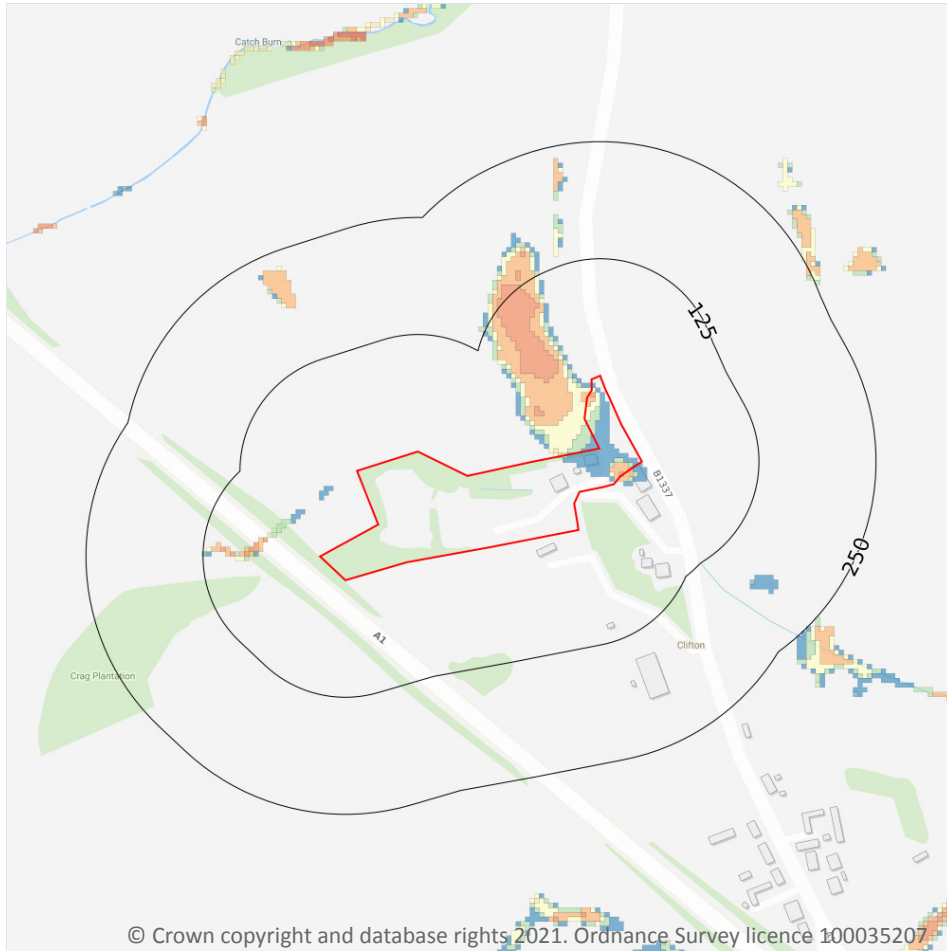 Catch Burn
125
B1337
250
A1
Clifton
Crag Plantation
© Crown copyright and database rights 2021. Ordnance Survey licence 100035207